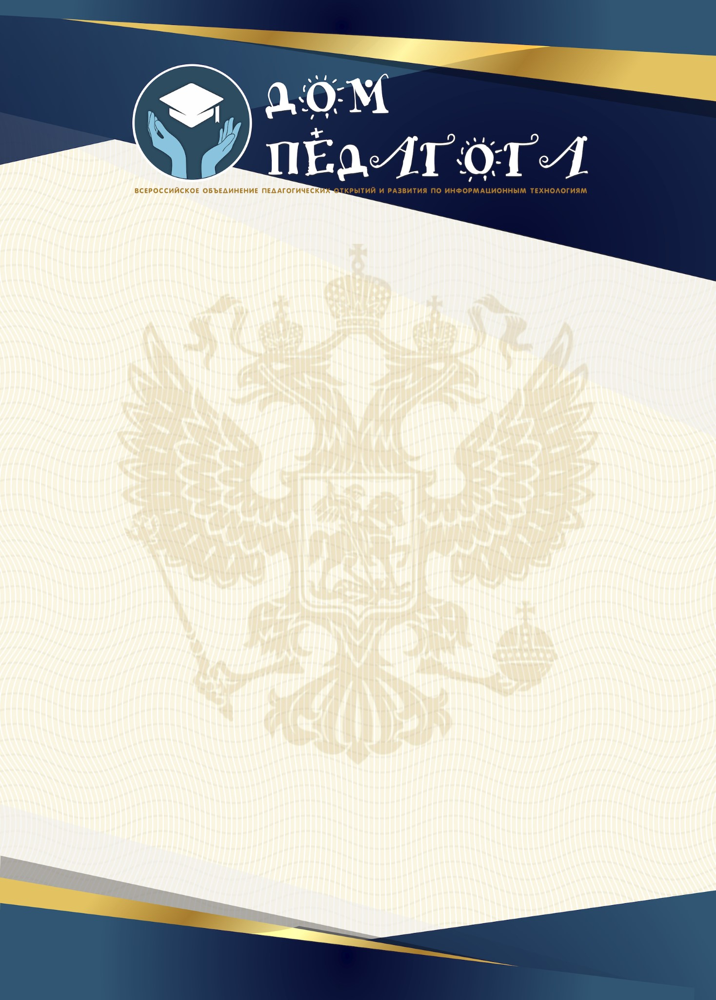 ДОМ
ПЕДАГОГА
ВСЕРОССИЙСКОЕ ОБЪЕДИНЕНИЕ ПЕДАГОГИЧЕСКИХ ОТКРЫТИЙ И РАЗВИТИЯ ПО ИНФОРМАЦИОННЫМ ТЕХНОЛОГИЯМ